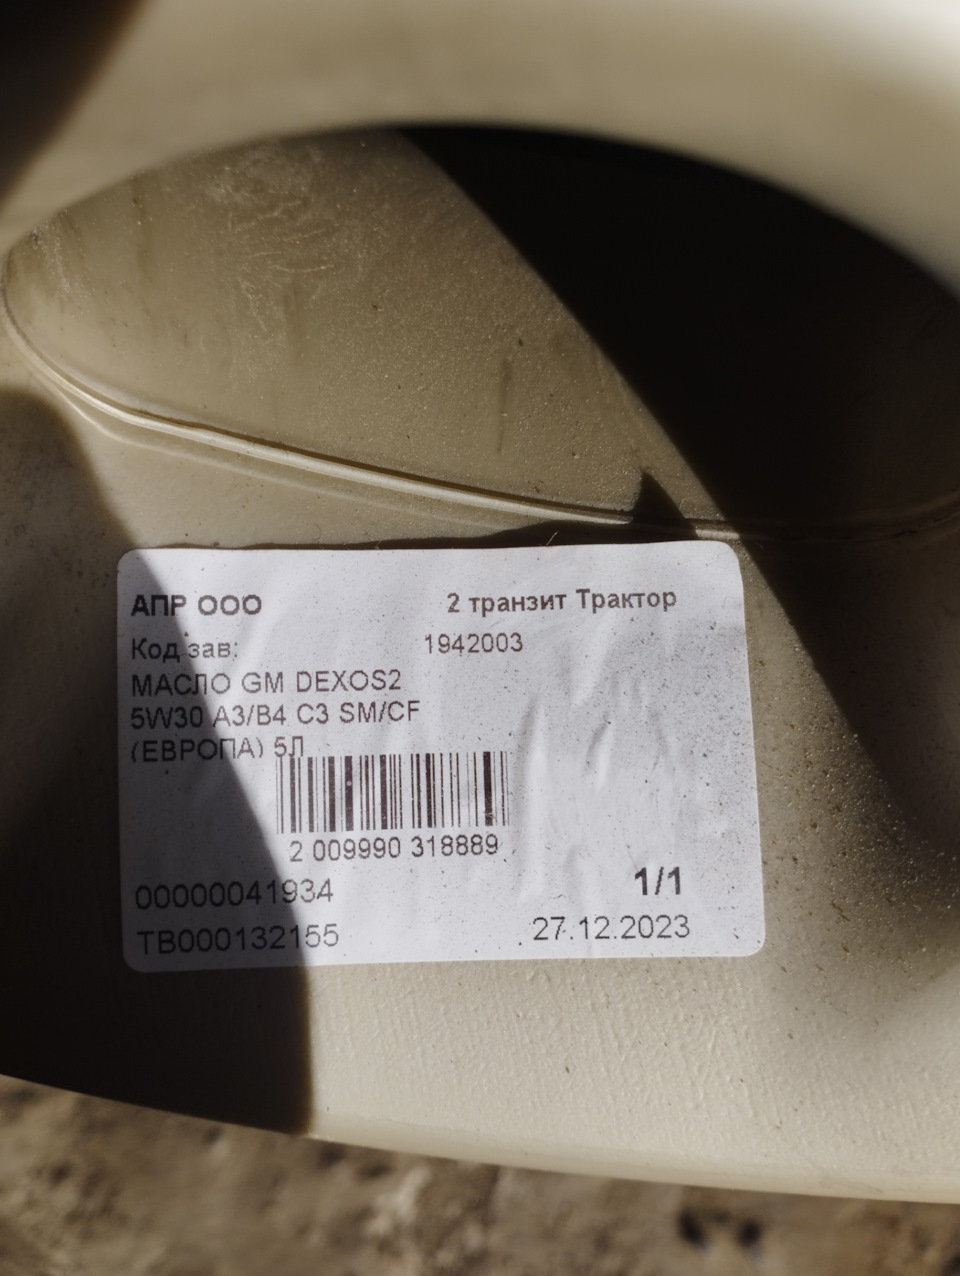 АПР ООО 2 транзит Трактор
Код зав: 1942003
МАСЛО GM DEXOS2
5W30 A3/B4 C3 SM/CF
(ЕВРОПА) 5Л
2 009990 318889
00000041934 1/1
ТВ000132155 27.12.2023